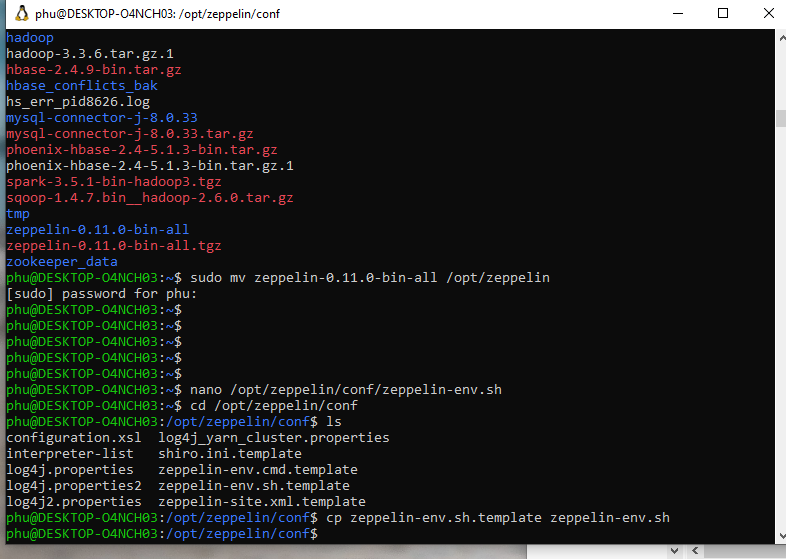 phu@DESKTOP-O4NCH03: /opt/zeppelin/conf
hadoop
hadoop-3.3.6.tar.gz.1
hbase-2.4.9-bin.tar.gz
hbase_conflicts_bak
hs_err_pid8626.log
mysql-connector-j-8.0.33
mysql-connector-j-8.0.33.tar.gz
phoenix-hbase-2.4-5.1.3-bin.tar.gz
phoenix-hbase-2.4-5.1.3-bin.tar.gz.1
spark-3.5.1-bin-hadoop3.tgz
sqoop-1.4.7.bin__hadoop-2.6.0.tar.gz
tmp
zeppelin-0.11.0-bin-all
zeppelin-0.11.0-bin-all.tgz
zookeeper_data
phu@DESKTOP-O4NCH03:~$ sudo mv zeppelin-0.11.0-bin-all /opt/zeppelin
[sudo] password for phu:
phu@DESKTOP-O4NCH03:~$
phu@DESKTOP-O4NCH03:~$
phu@DESKTOP-O4NCH03:~$
phu@DESKTOP-O4NCH03:~$
phu@DESKTOP-O4NCH03:~$
phu@DESKTOP-O4NCH03:~$ nano /opt/zeppelin/conf/zeppelin-env.sh
phu@DESKTOP-O4NCH03:~$ cd /opt/zeppelin/conf
phu@DESKTOP-O4NCH03:/opt/zeppelin/conf$ ls
configuration.xsl  log4j_yarn_cluster.properties
interpreter-list   shiro.ini.template
log4j.properties   zeppelin-env.cmd.template
log4j.properties2  zeppelin-env.sh.template
log4j2.properties  zeppelin-site.xml.template
phu@DESKTOP-O4NCH03:/opt/zeppelin/conf$ cp zeppelin-env.sh.template zeppelin-env.sh
phu@DESKTOP-O4NCH03:/opt/zeppelin/conf$